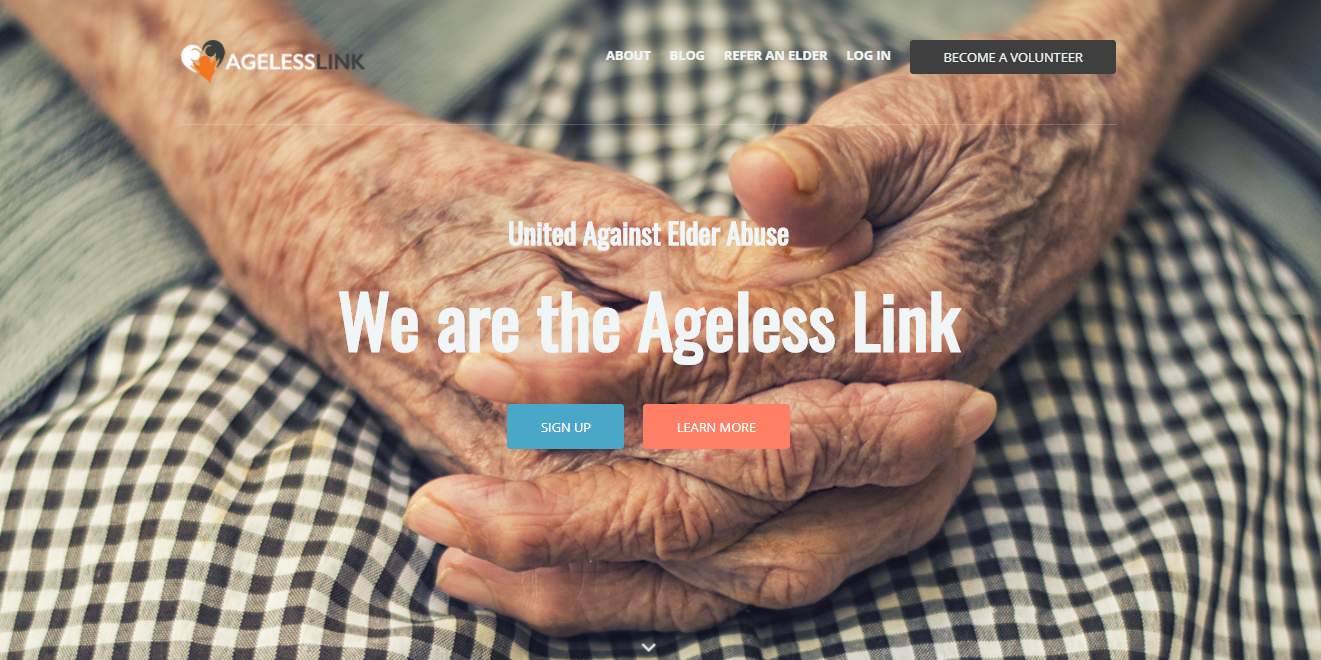 AGELESSLINK
ABOUT BLOG REFER AN ELDER LOG IN BECOME A VOLUNTEER
United Against Elder Abuse
We are the Ageless Link
SIGN UP LEARN MORE